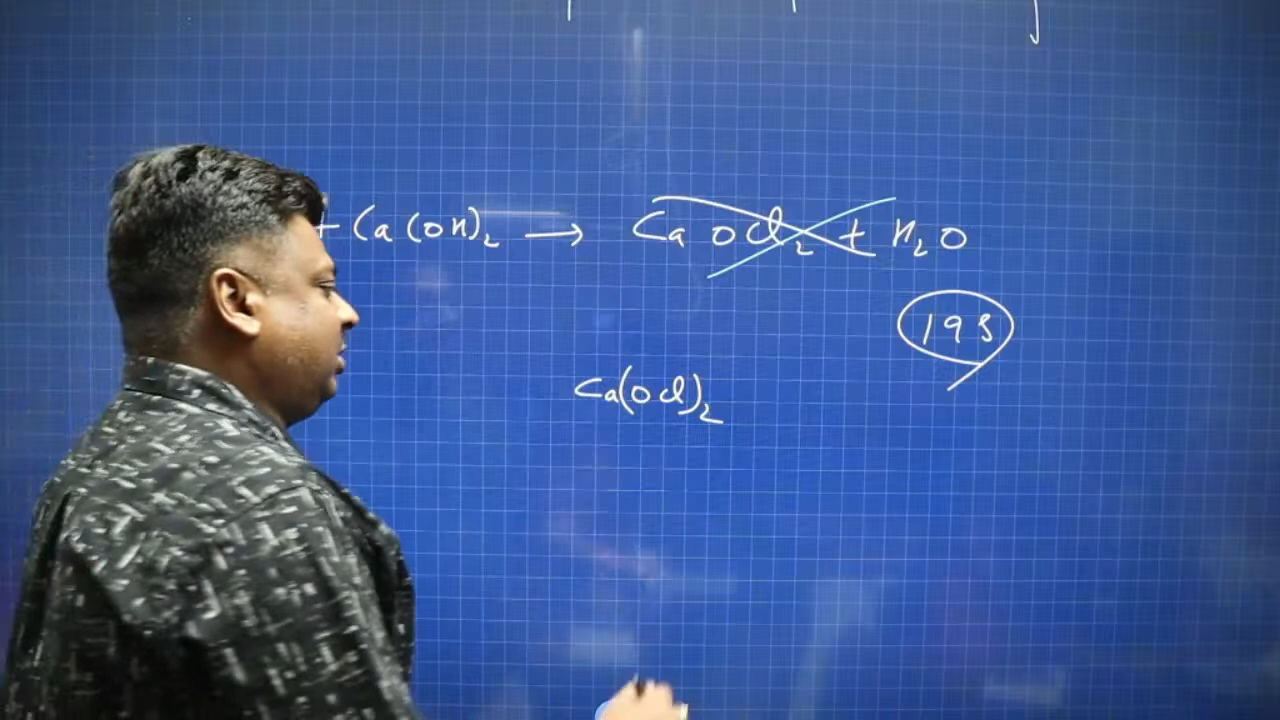 + Ca(OH)₂ → CaOCl₂ + H₂O
193
Ca(OCl)₂